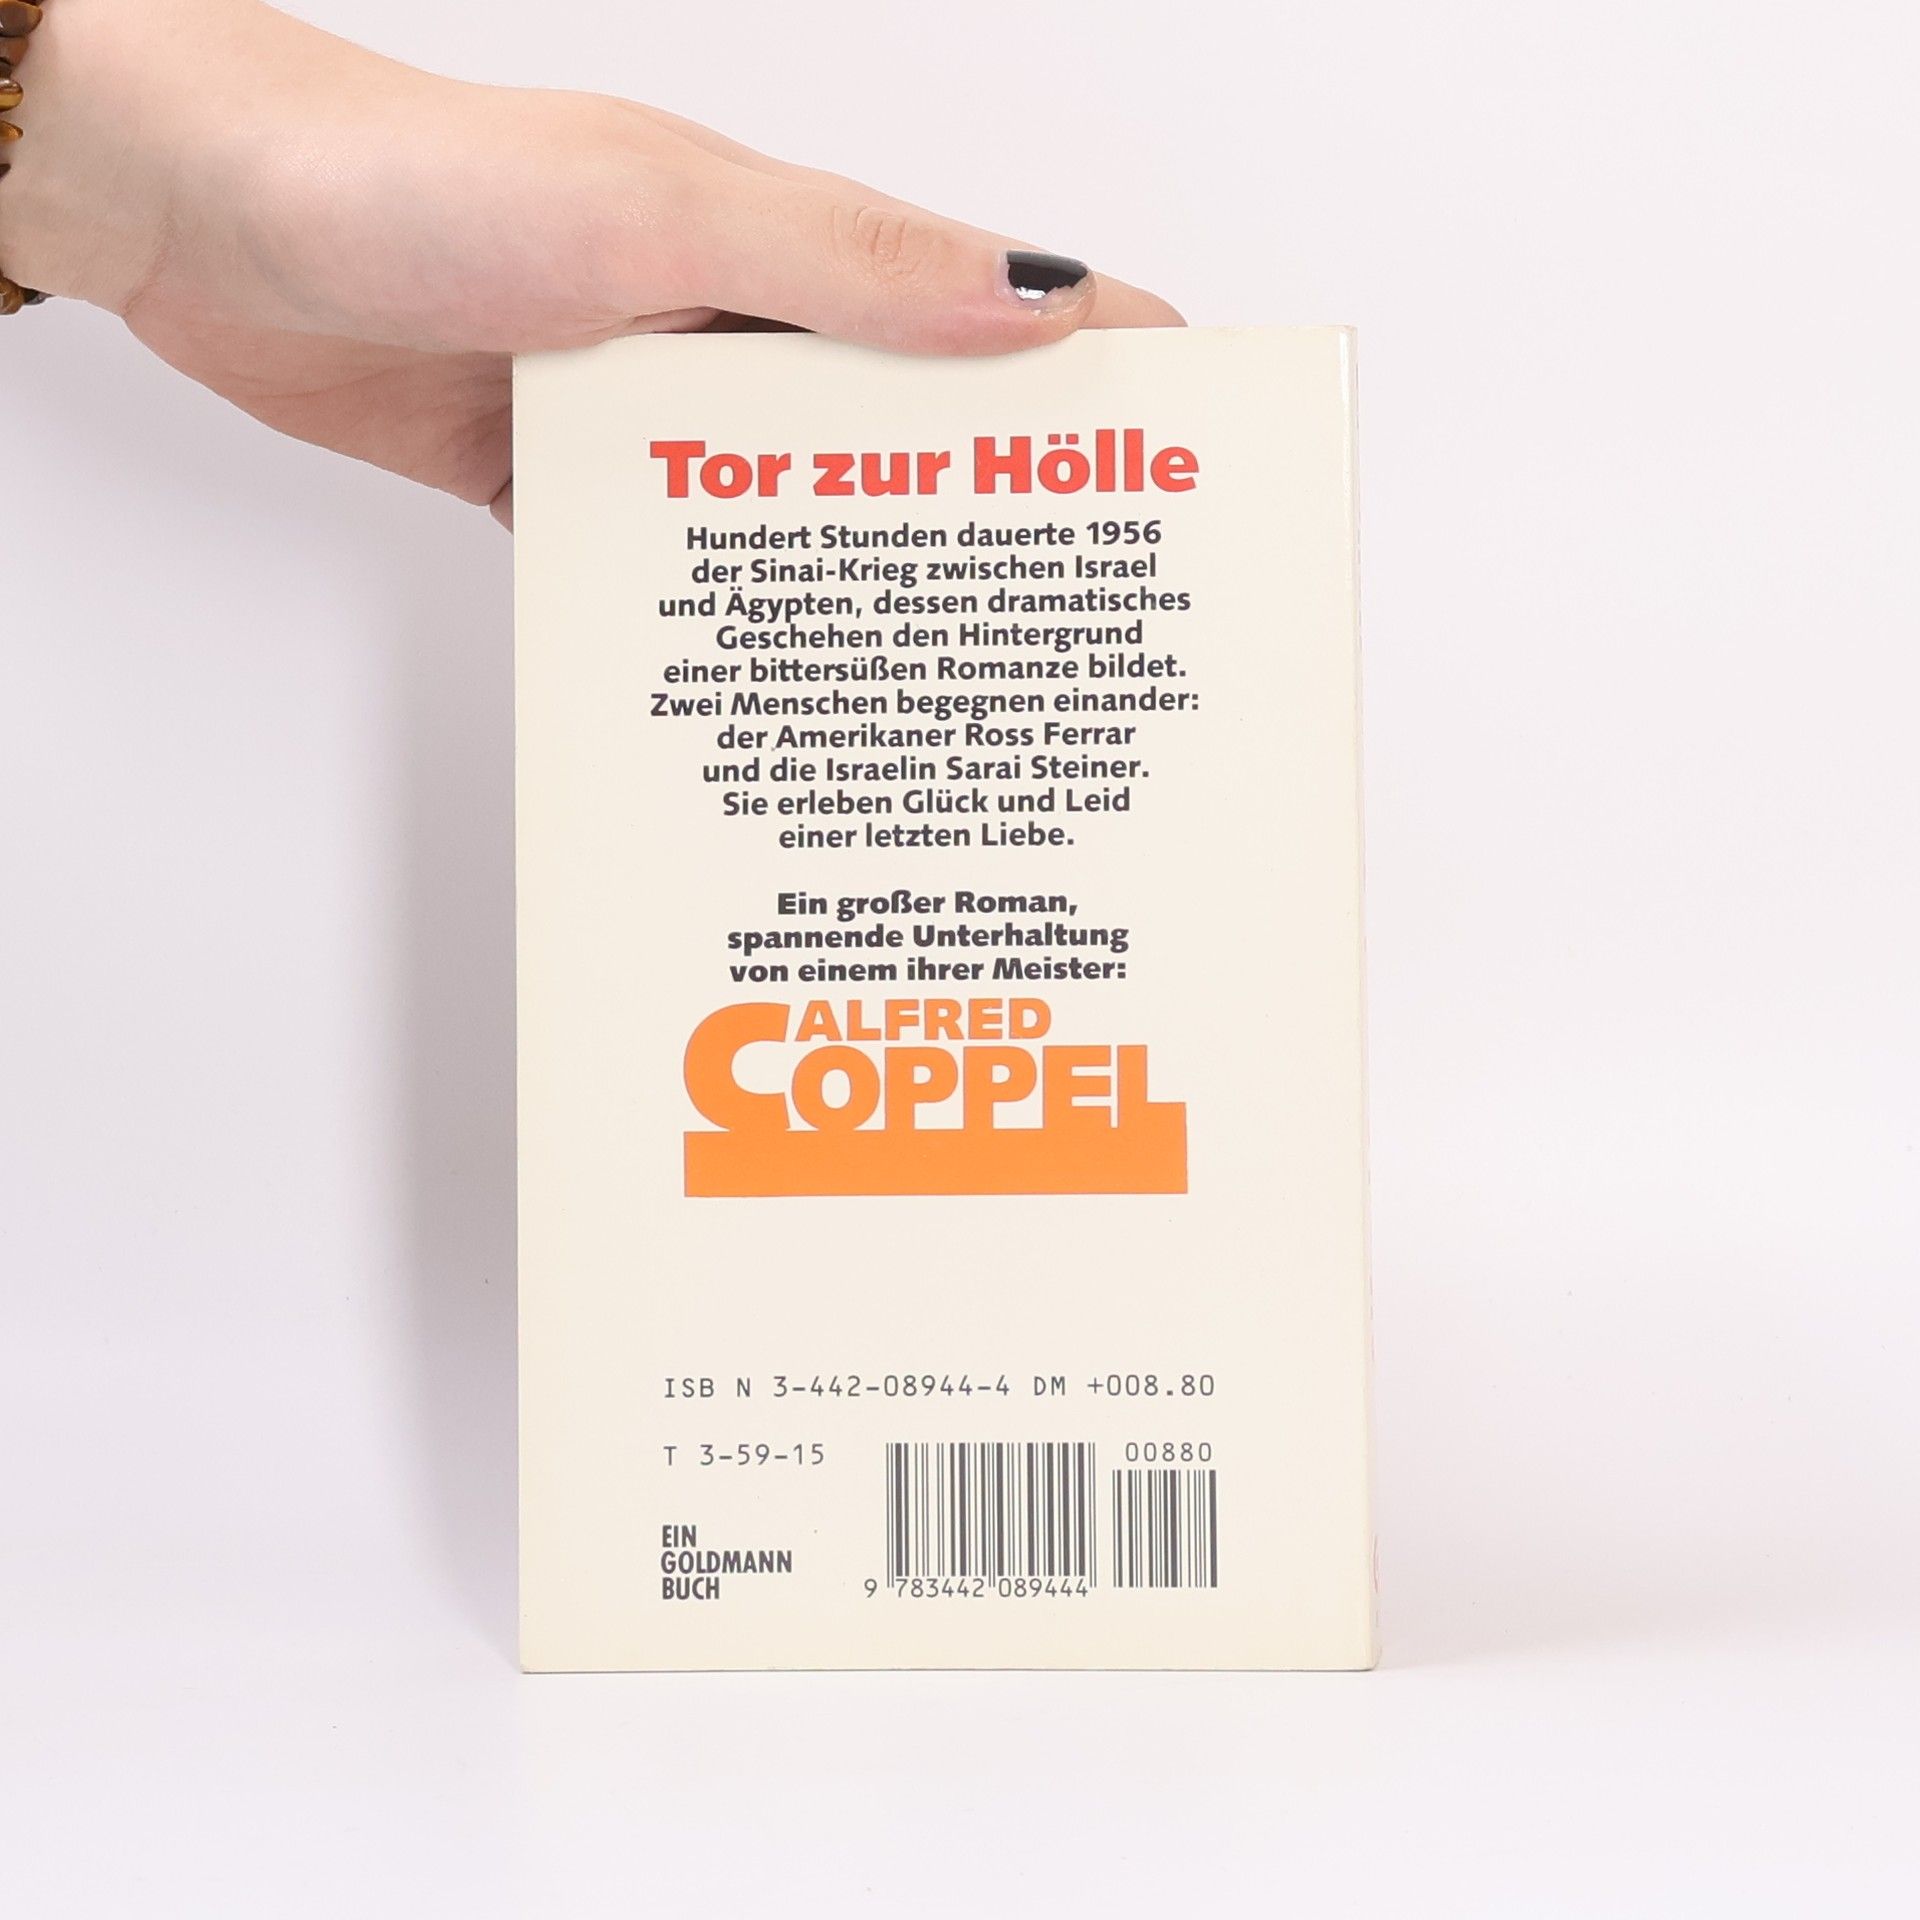 Tor zur Hölle
Hundert Stunden dauerte 1956
der Sinai-Krieg zwischen Israel
und Ägypten, dessen dramatisches
Geschehen den Hintergrund
einer bittersüßen Romanze bildet.
Zwei Menschen begegnen einander:
der Amerikaner Ross Ferrar
und die Israelin Sarai Steiner.
Sie erleben Glück und Leid
einer letzten Liebe.
Ein großer Roman,
spannende Unterhaltung
von einem ihrer Meister:
ALFRED
COPPEL
ISB N 3-442-08944-4 DM +008.80
T 3-59-15
00880
EIN
GOLDMANN
BUCH
9 783442 089444